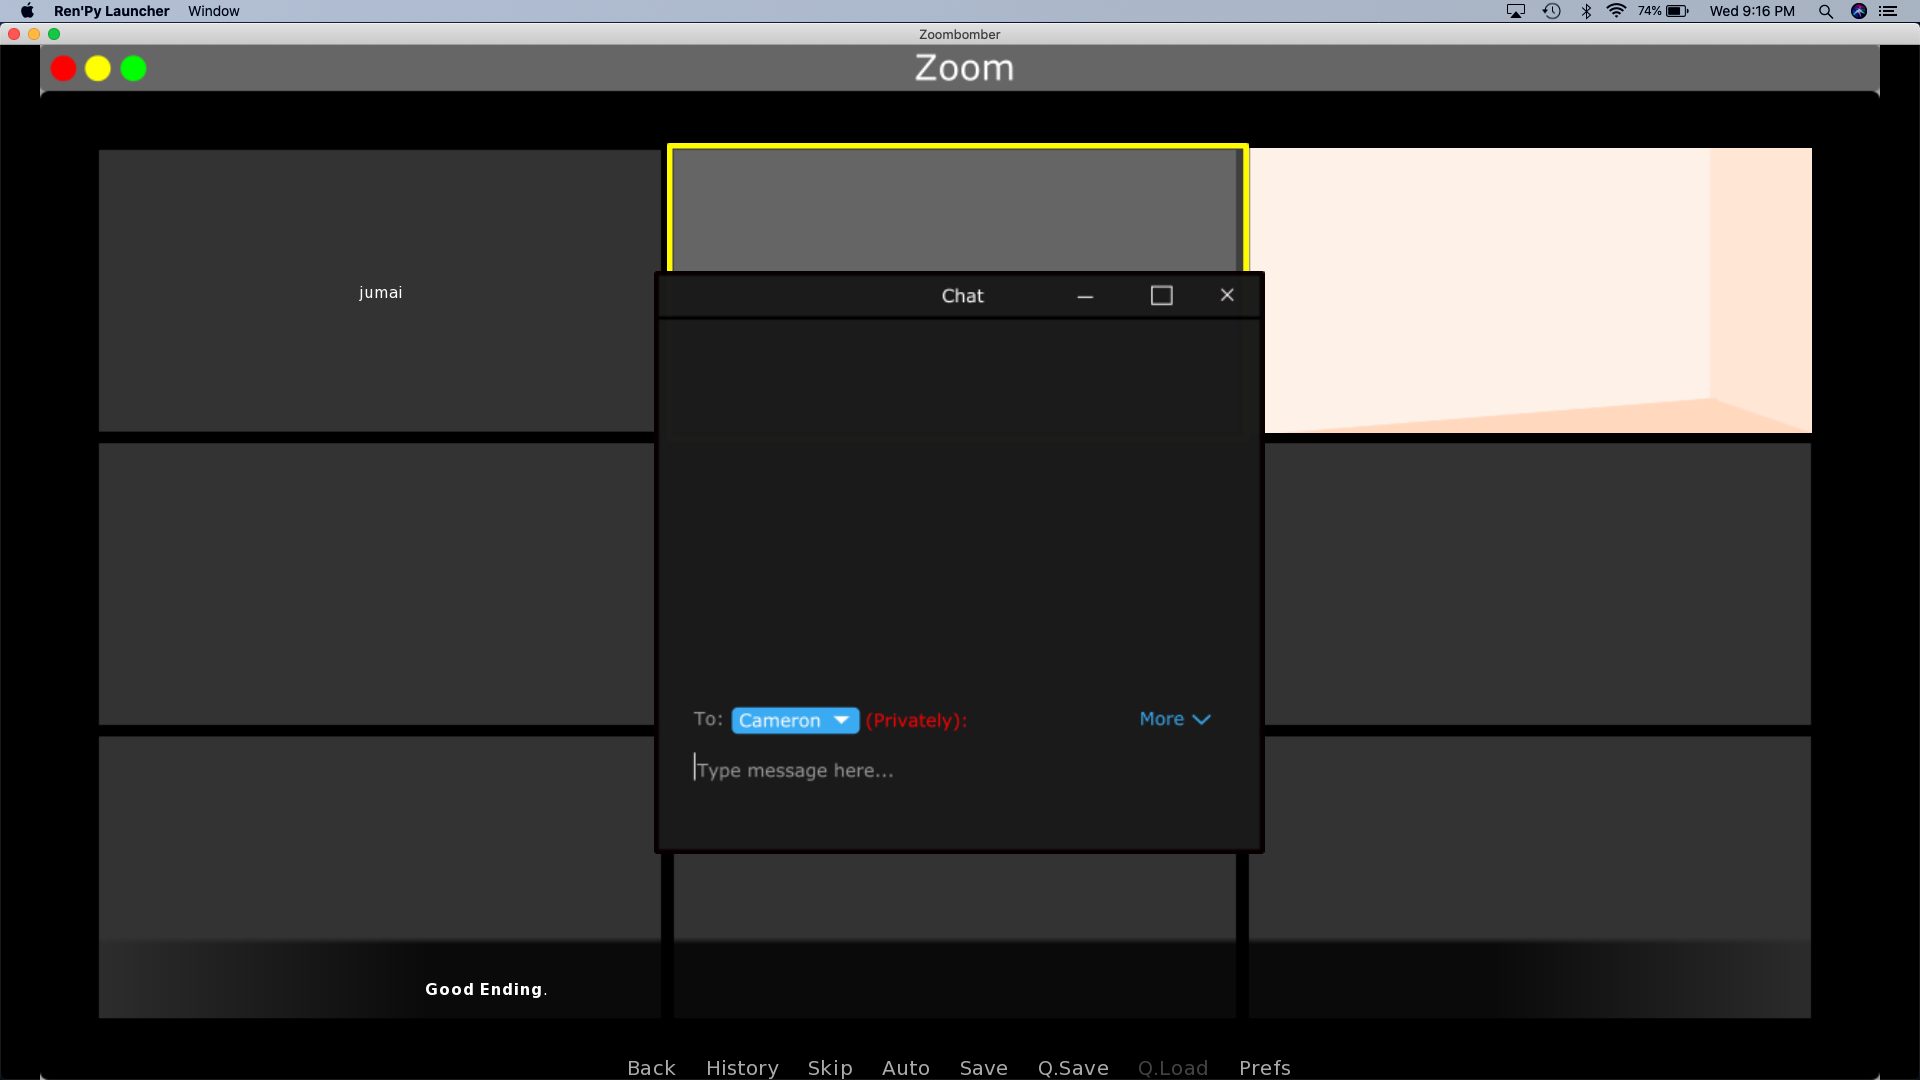 Ren'Py Launcher Window 74% Wed 9:16 PM
Zoombomber
Zoom
jumai
Chat
To: Cameron (Privately): More
Type message here...
Good Ending.
Back History Skip Auto Save Q.Save Q.Load Prefs